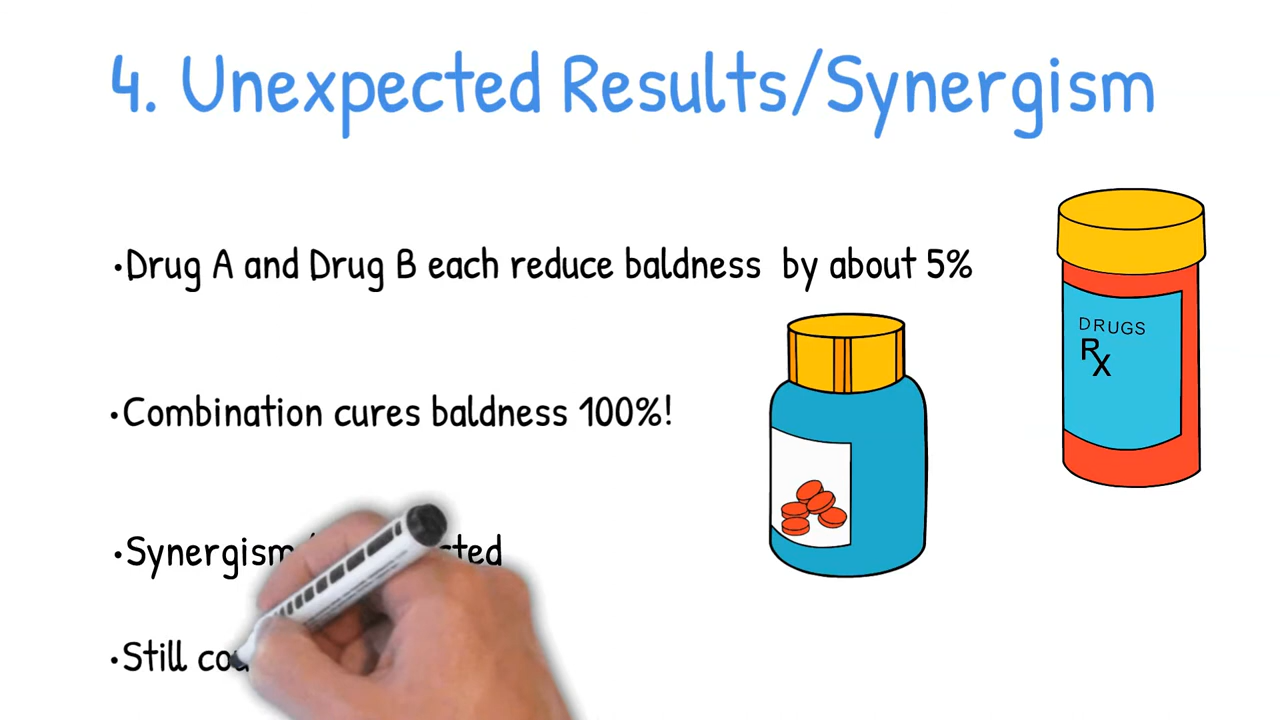 4. Unexpected Results/Synergism
•Drug A and Drug B each reduce baldness by about 5%
DRUGS
Rx
•Combination cures baldness 100%!
•Synergism
•Still